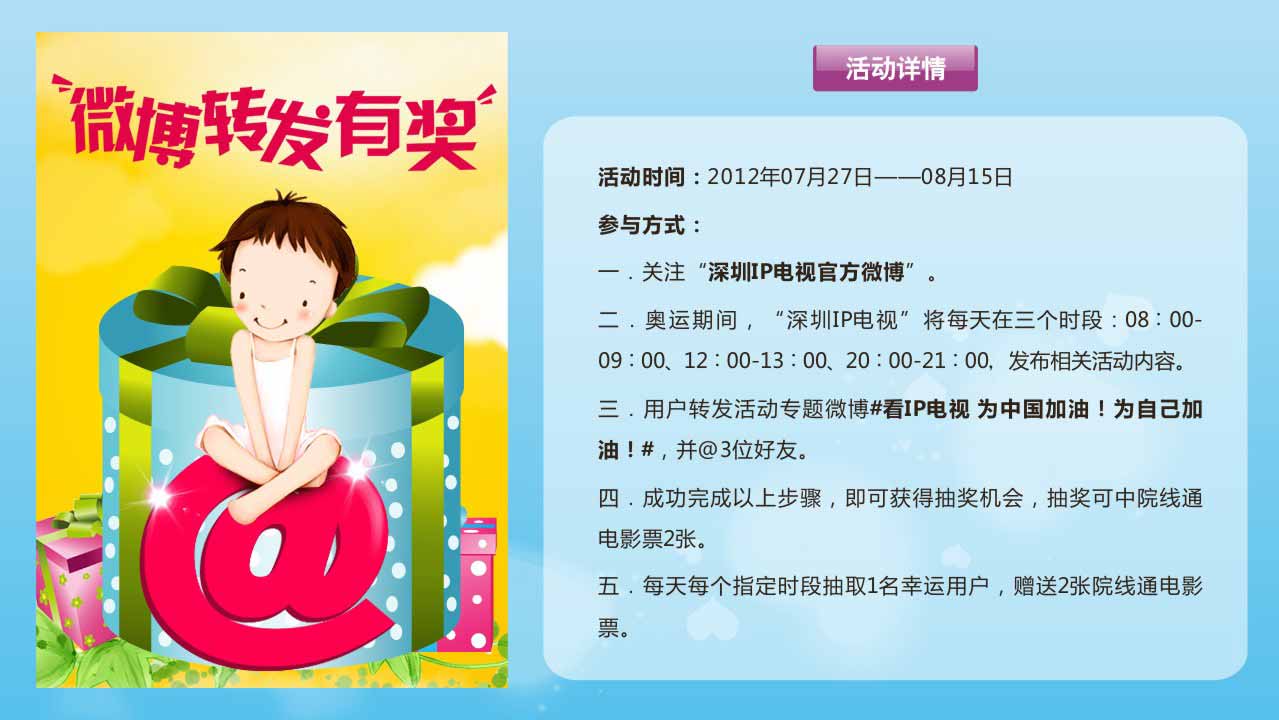 微博转发有奖
活动详情
活动时间：2012年07月27日——08月15日
参与方式：
一．关注“深圳IP电视官方微博”。
二．奥运期间，“深圳IP电视”将每天在三个时段：08：00-
09：00、12：00-13：00、20：00-21：00，发布相关活动内容。
三．用户转发活动专题微博#看IP电视 为中国加油！为自己加
油！#，并@3位好友。
四．成功完成以上步骤，即可获得抽奖机会，抽奖可中院线通
电影票2张。
五．每天每个指定时段抽取1名幸运用户，赠送2张院线通电影
票。
@